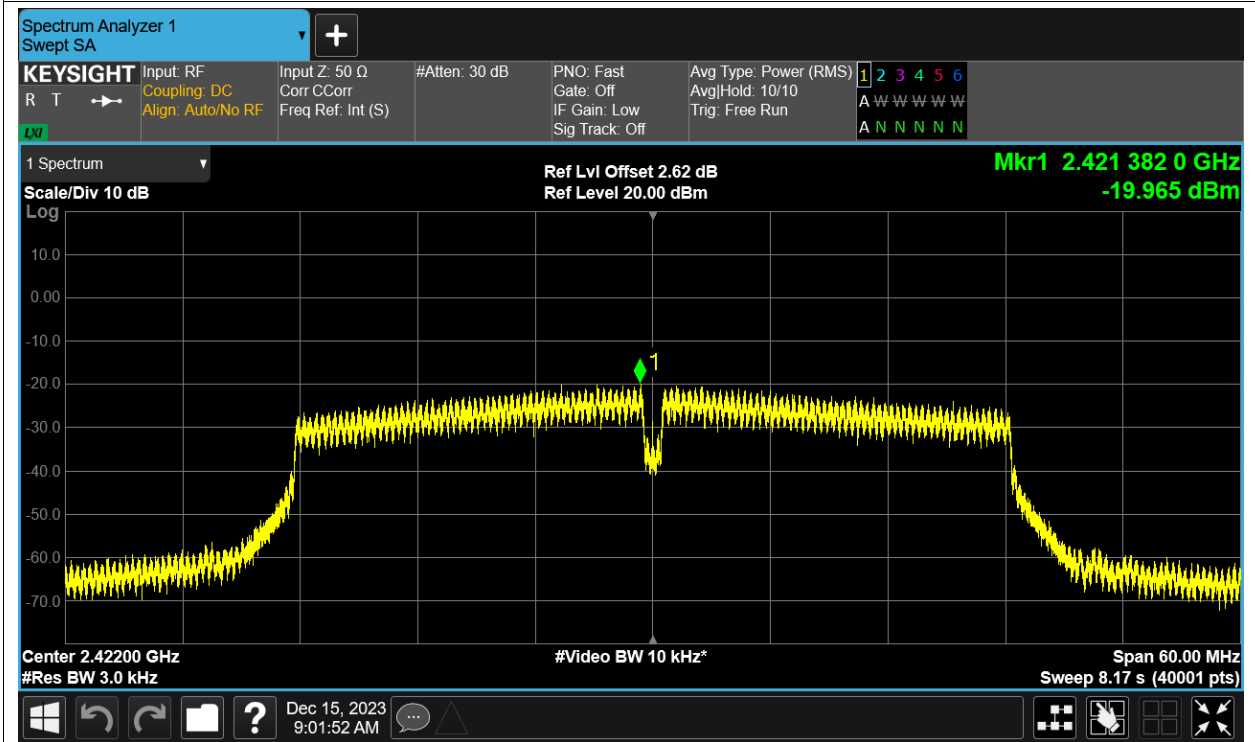 Spectrum Analyzer 1
Swept SA
KEYSIGHT
R T
LXI
Input: RF
Coupling: DC
Align: Auto/No RF
Input Z: 50 Ω
Corr CCorr
Freq Ref: Int (S)
#Atten: 30 dB
PNO: Fast
Gate: Off
IF Gain: Low
Sig Track: Off
Avg Type: Power (RMS)
Avg|Hold: 10/10
Trig: Free Run
1 2 3 4 5 6
A W W W W W
A N N N N N
1 Spectrum
Scale/Div 10 dB
Log
Ref Lvl Offset 2.62 dB
Ref Level 20.00 dBm
Mkr1 2.421 382 0 GHz
-19.965 dBm
10.0
0.00
-10.0
-20.0
-30.0
-40.0
-50.0
-60.0
-70.0
1
Center 2.42200 GHz
#Res BW 3.0 kHz
#Video BW 10 kHz*
Span 60.00 MHz
Sweep 8.17 s (40001 pts)
?
Dec 15, 2023
9:01:52 AM